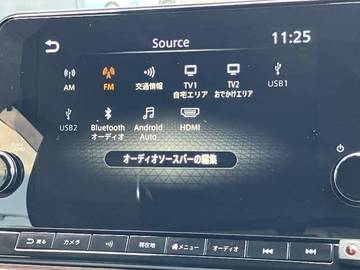 Source 11:25
AM FM 交通情報 TV1 自宅エリア TV2 おでかけエリア USB1
USB2 Bluetooth オーディオ Android Auto HDMI
オーディオソースバーの編集
戻る カメラ 現在地 メニュー オーディオ